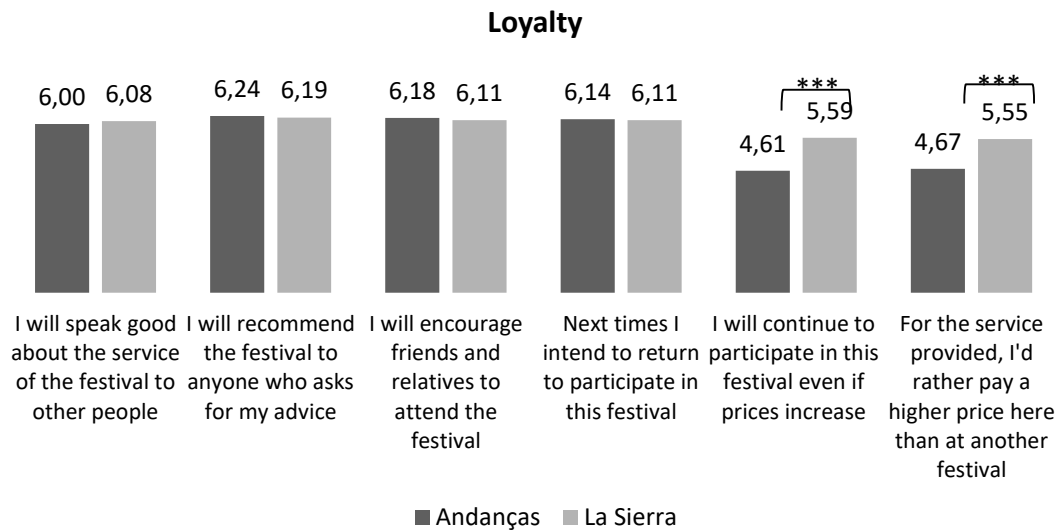 Loyalty
6,00 6,08 6,24 6,19 6,18 6,11 6,14 6,11 4,61 *** 5,59 4,67 *** 5,55
I will speak good
about the service
of the festival to
other people
I will recommend
the festival to
anyone who asks
for my advice
I will encourage
friends and
relatives to
attend the
festival
Next times I
intend to return
to participate in
this festival
I will continue to
participate in this
festival even if
prices increase
For the service
provided, I'd
rather pay a
higher price here
than at another
festival
Andanças La Sierra